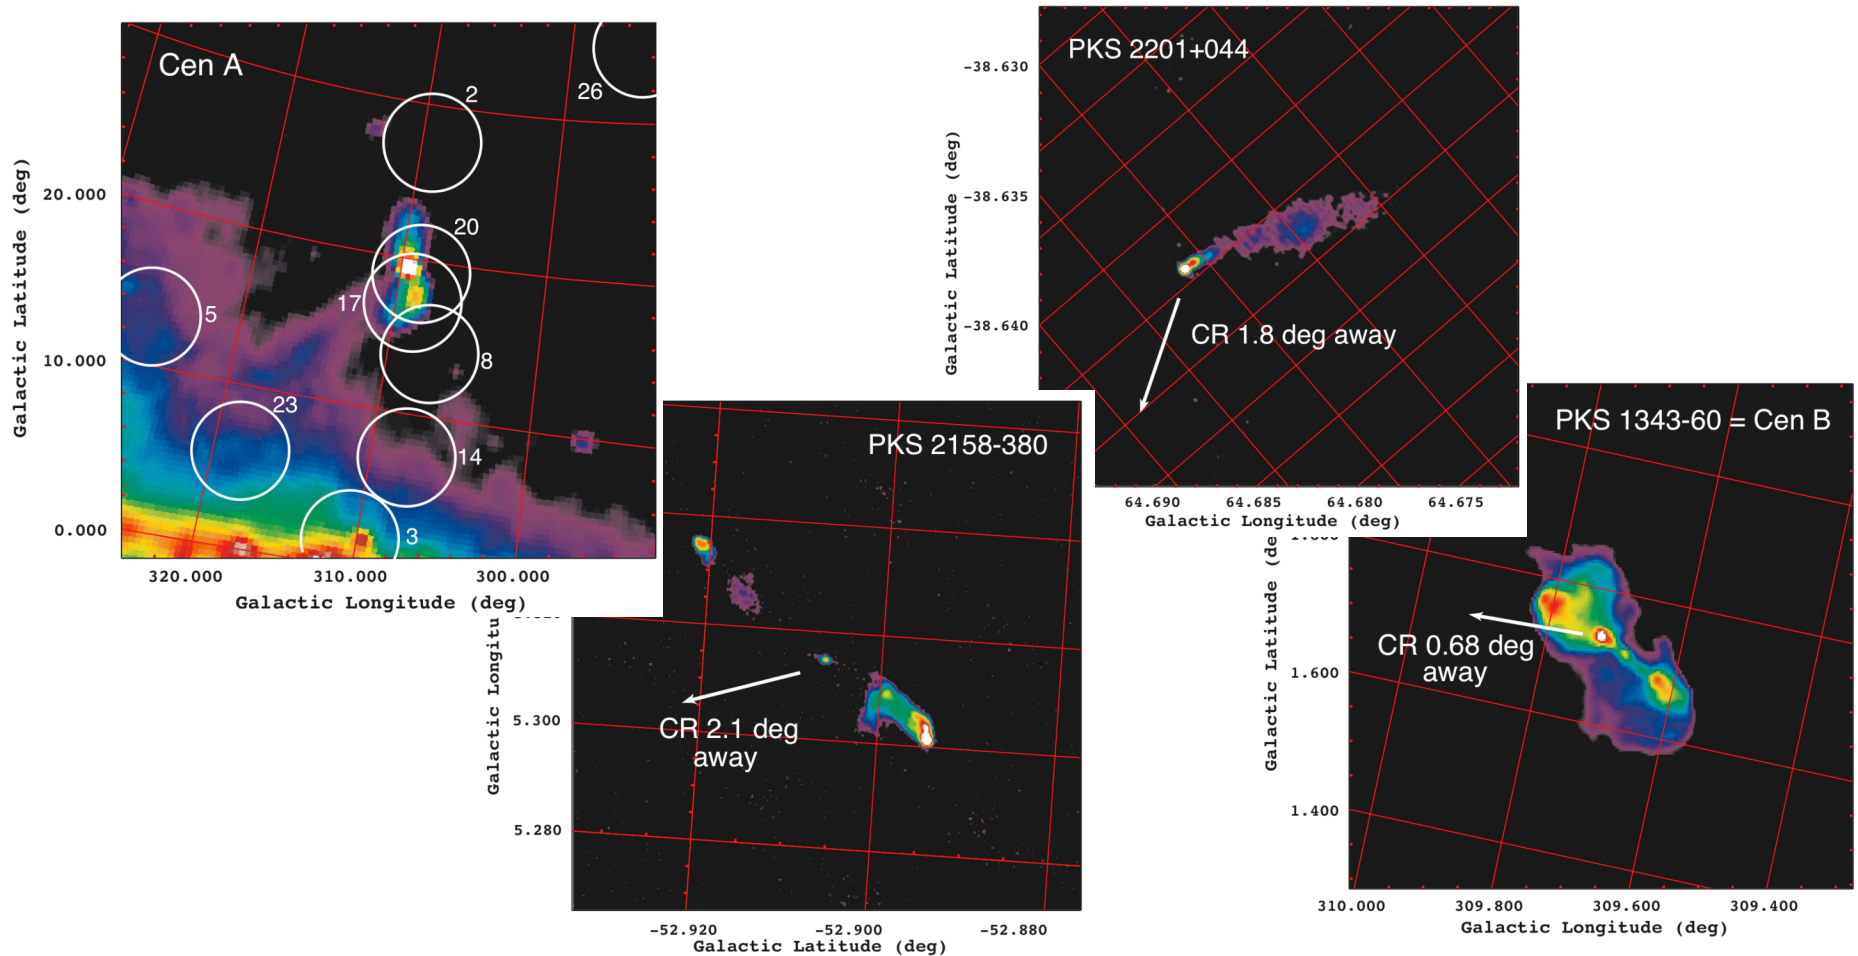 Cen A
2
26
20
17
5
8
23
14
3
20.000
10.000
0.000
Galactic Latitude (deg)
320.000 310.000 300.000
Galactic Longitude (deg)
PKS 2201+044
-38.630
-38.635
-38.640
Galactic Latitude (deg)
CR 1.8 deg away
64.690 64.685 64.680 64.675
Galactic Longitude (deg)
PKS 2158-380
CR 2.1 deg
away
5.300
5.280
Galactic Longitu
-52.920 -52.900 -52.880
Galactic Latitude (deg)
PKS 1343-60 = Cen B
CR 0.68 deg
away
1.600
1.400
Galactic Latitude (de
310.000 309.800 309.600 309.400
Galactic Longitude (deg)